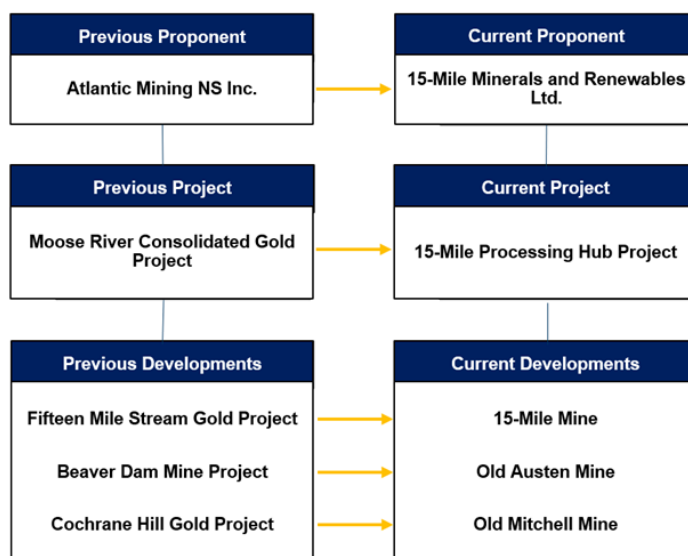 Previous Proponent
Atlantic Mining NS Inc.
Current Proponent
15-Mile Minerals and Renewables
Ltd.
Previous Project
Moose River Consolidated Gold
Project
Current Project
15-Mile Processing Hub Project
Previous Developments
Fifteen Mile Stream Gold Project
Beaver Dam Mine Project
Cochrane Hill Gold Project
Current Developments
15-Mile Mine
Old Austen Mine
Old Mitchell Mine